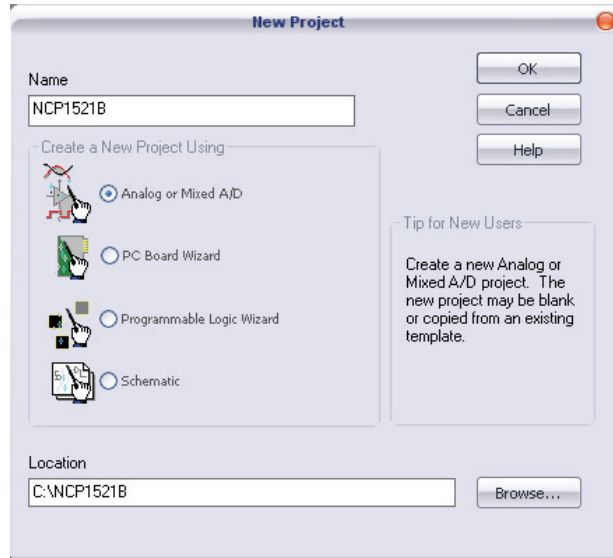 New Project
Name
NCP1521B
OK
Cancel
Help
Create a New Project Using
Analog or Mixed A/D
PC Board Wizard
Programmable Logic Wizard
Schematic
Tip for New Users
Create a new Analog or
Mixed A/D project. The
new project may be blank
or copied from an existing
template.
Location
C:\NCP1521B
Browse...